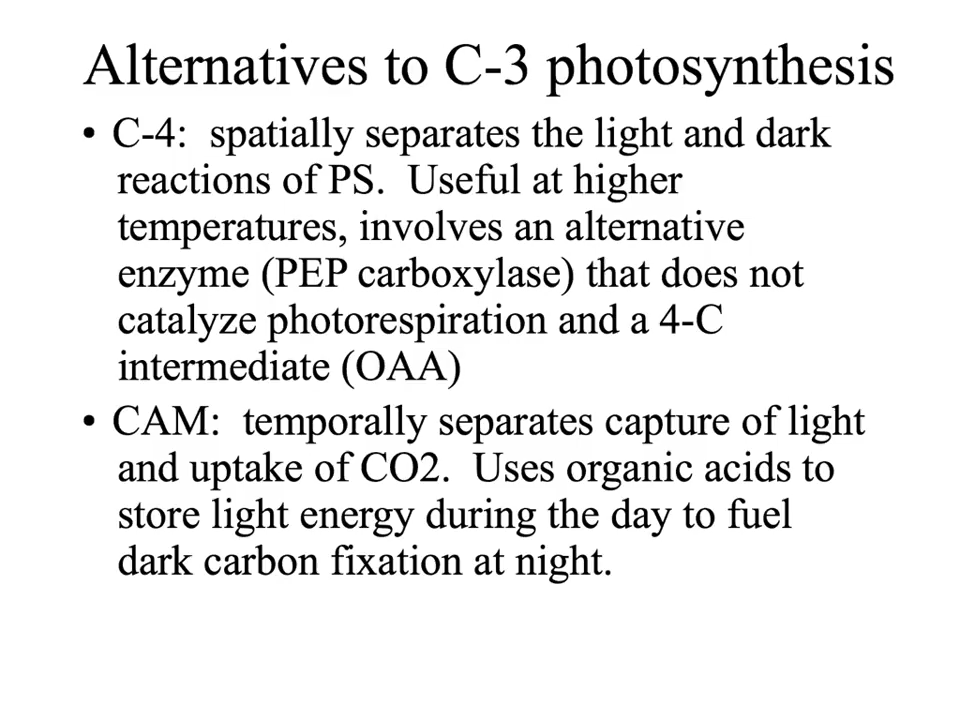 Alternatives to C-3 photosynthesis
• C-4:  spatially separates the light and dark
reactions of PS.  Useful at higher
temperatures, involves an alternative
enzyme (PEP carboxylase) that does not
catalyze photorespiration and a 4-C
intermediate (OAA)
• CAM:  temporally separates capture of light
and uptake of CO2.  Uses organic acids to
store light energy during the day to fuel
dark carbon fixation at night.